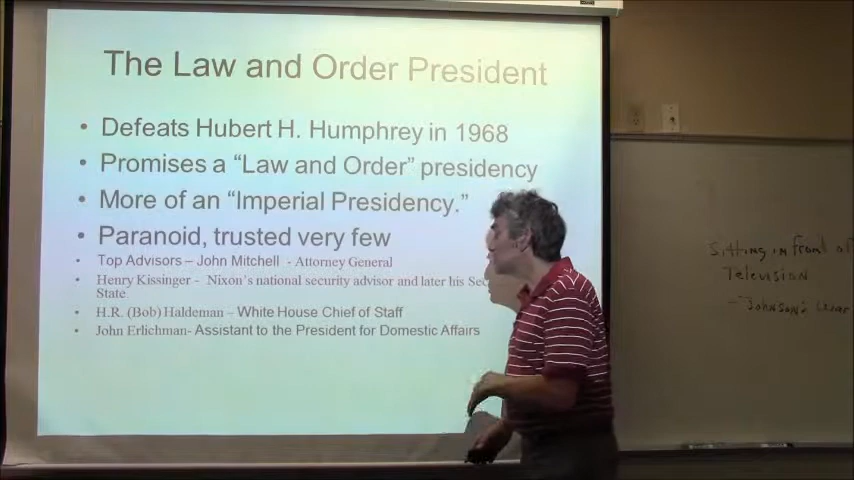 The Law and Order President
• Defeats Hubert H. Humphrey in 1968
• Promises a “Law and Order” presidency
• More of an “Imperial Presidency.”
• Paranoid, trusted very few
• Top Advisors – John Mitchell - Attorney General
• Henry Kissinger - Nixon’s national security advisor and later his
State
• H.R. (Bob) Haldeman – White House Chief of Staff
• John Erlichman- Assistant to the President for Domestic Affairs
Sitting in front of
Television
- Johnson's